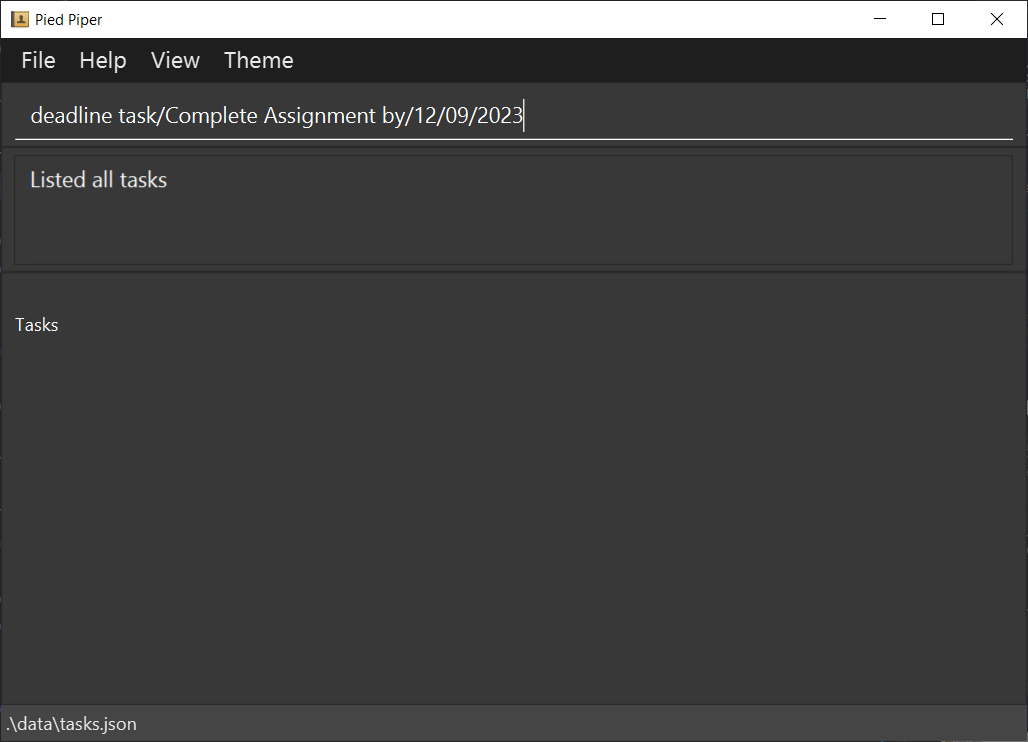 Pied Piper
File Help View Theme
deadline task/Complete Assignment by/12/09/2023
Listed all tasks
Tasks
.\data\tasks.json